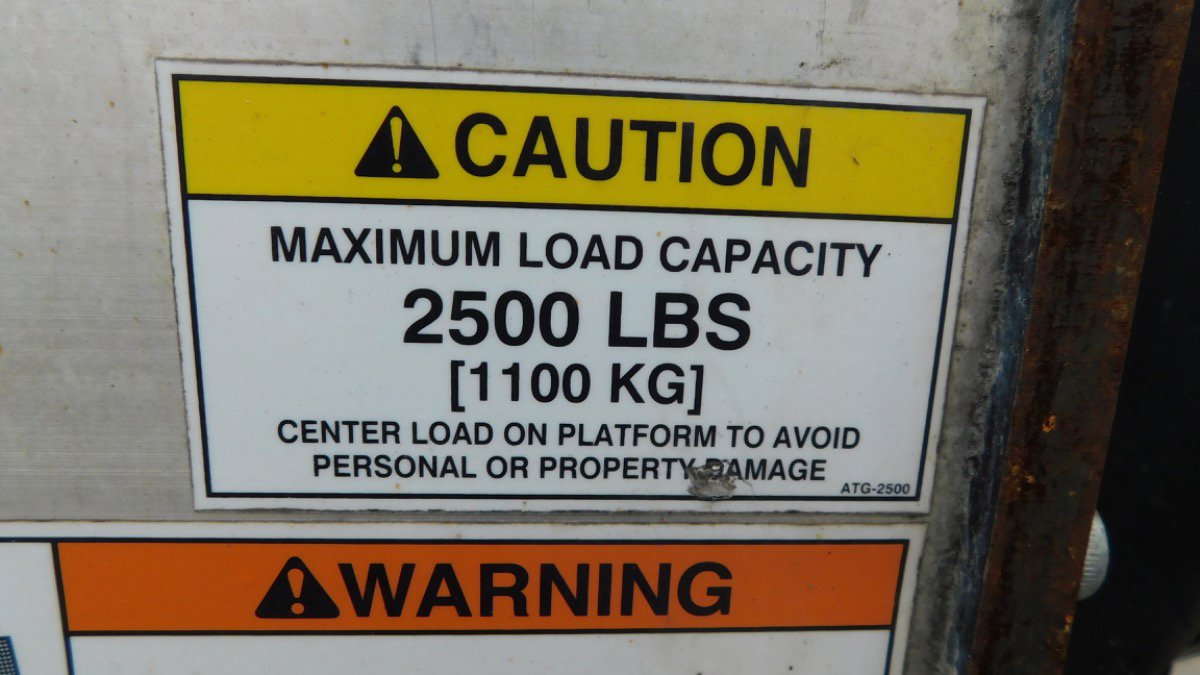 CAUTION
MAXIMUM LOAD CAPACITY
2500 LBS
[1100 KG]
CENTER LOAD ON PLATFORM TO AVOID
PERSONAL OR PROPERTY DAMAGE
ATG-2500
WARNING